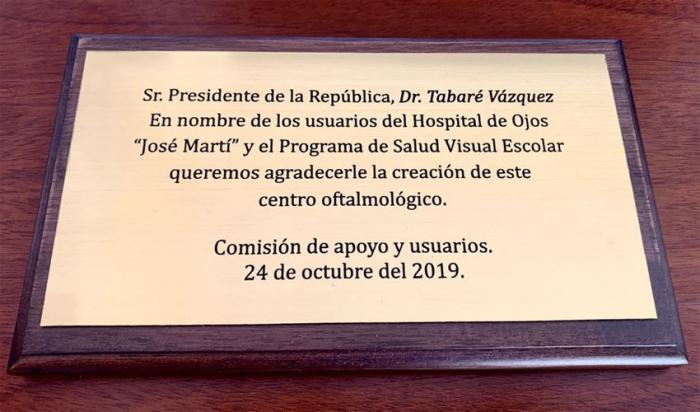 Sr. Presidente de la República, Dr. Tabaré Vázquez
En nombre de los usuarios del Hospital de Ojos
“José Martí” y el Programa de Salud Visual Escolar
queremos agradecerle la creación de este
centro oftalmológico.
Comisión de apoyo y usuarios.
24 de octubre del 2019.